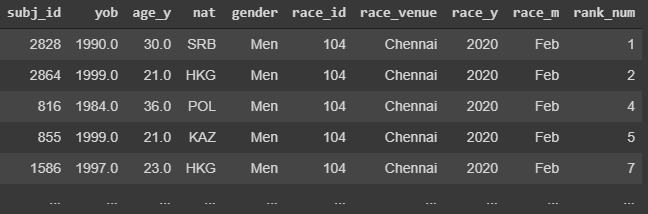 subj_id yob age_y nat gender race_id race_venue race_y race_m rank_num
2828 1990.0 30.0 SRB Men 104 Chennai 2020 Feb 1
2864 1999.0 21.0 HKG Men 104 Chennai 2020 Feb 2
816 1984.0 36.0 POL Men 104 Chennai 2020 Feb 4
855 1999.0 21.0 KAZ Men 104 Chennai 2020 Feb 5
1586 1997.0 23.0 HKG Men 104 Chennai 2020 Feb 7
... ... ... ... ... ... ... ... ... ...